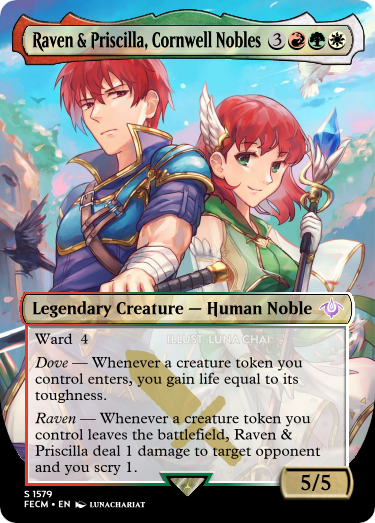 Raven & Priscilla, Cornwell Nobles 3
Legendary Creature — Human Noble
Ward 4
ILLUST. LUNACHAI
Dove — Whenever a creature token you
control enters, you gain life equal to its
toughness.
Raven — Whenever a creature token you
control leaves the battlefield, Raven &
Priscilla deal 1 damage to target opponent
and you scry 1.
5/5
S 1579
FECM • EN LUNACHARIAT